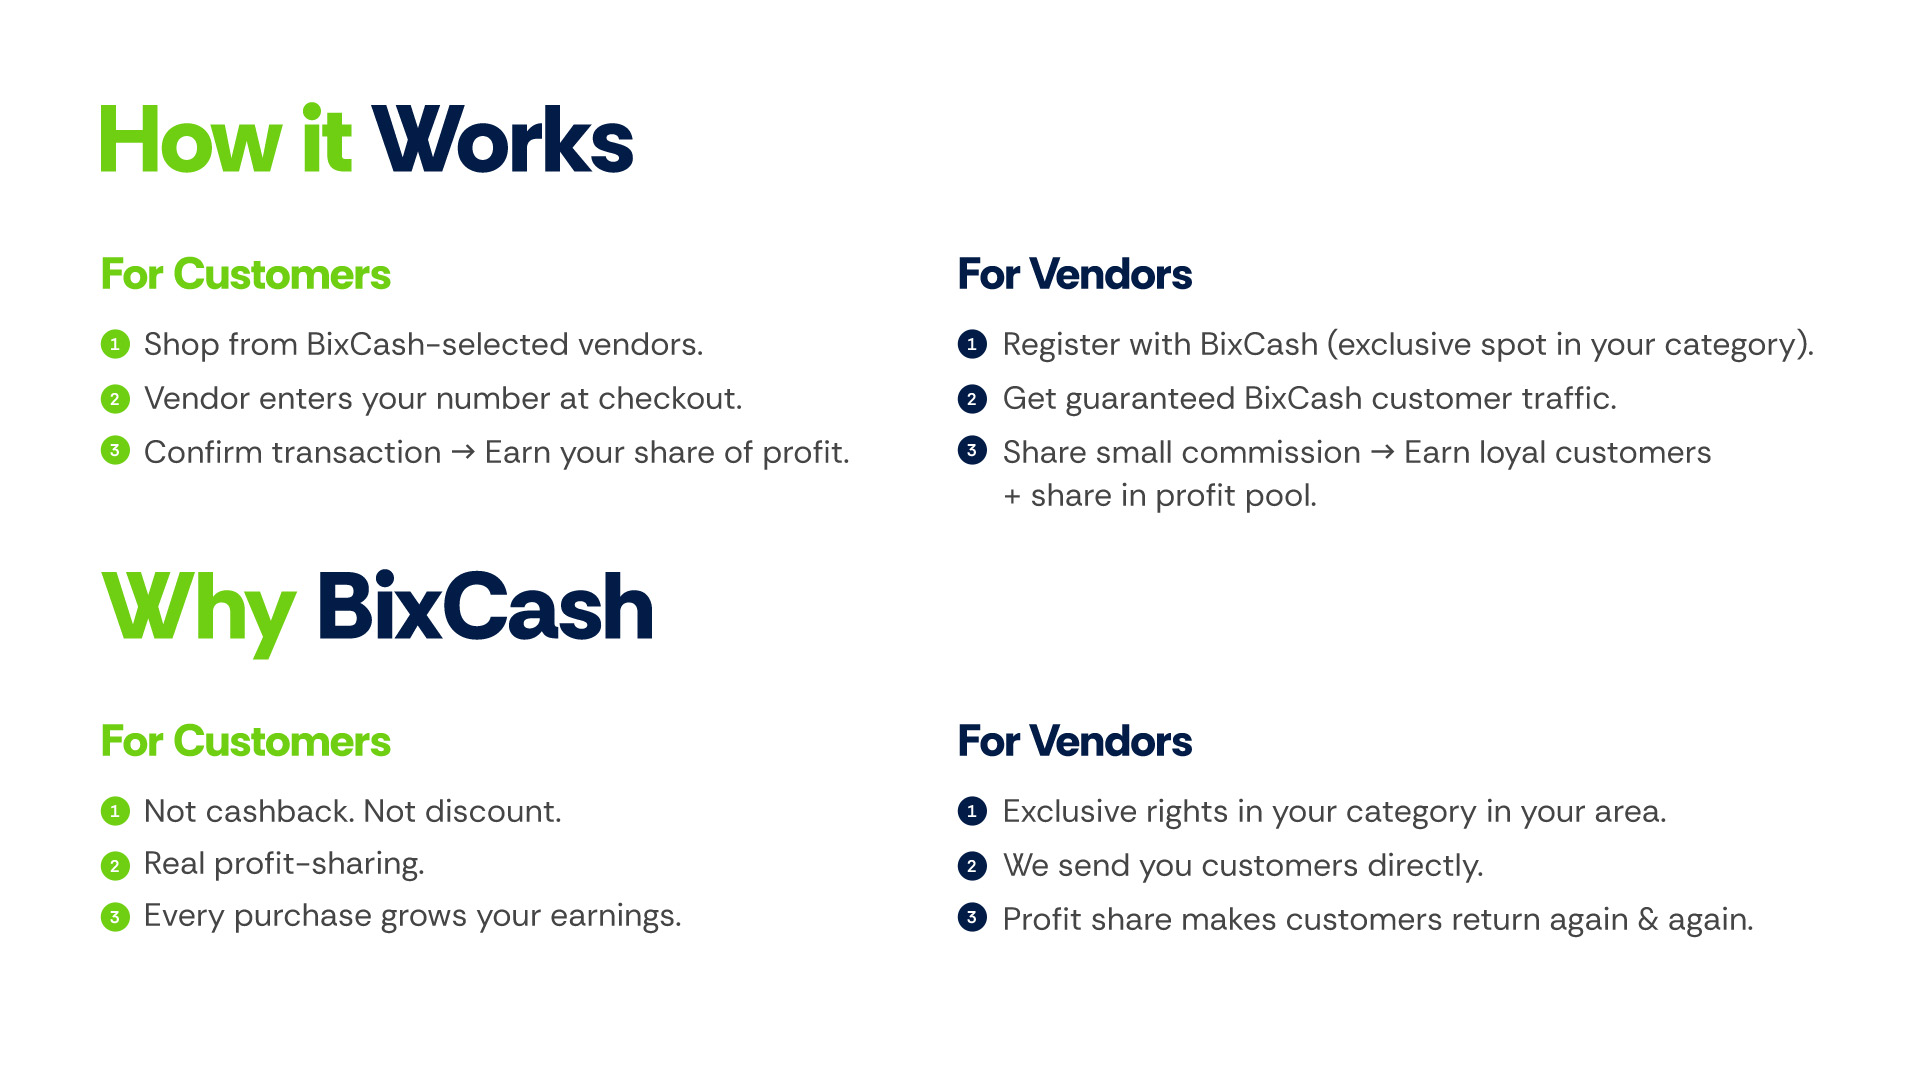 How it Works
For Customers
1 Shop from BixCash-selected vendors.
2 Vendor enters your number at checkout.
3 Confirm transaction → Earn your share of profit.
For Vendors
1 Register with BixCash (exclusive spot in your category).
2 Get guaranteed BixCash customer traffic.
3 Share small commission → Earn loyal customers
+ share in profit pool.
Why BixCash
For Customers
1 Not cashback. Not discount.
2 Real profit-sharing.
3 Every purchase grows your earnings.
For Vendors
1 Exclusive rights in your category in your area.
2 We send you customers directly.
3 Profit share makes customers return again & again.